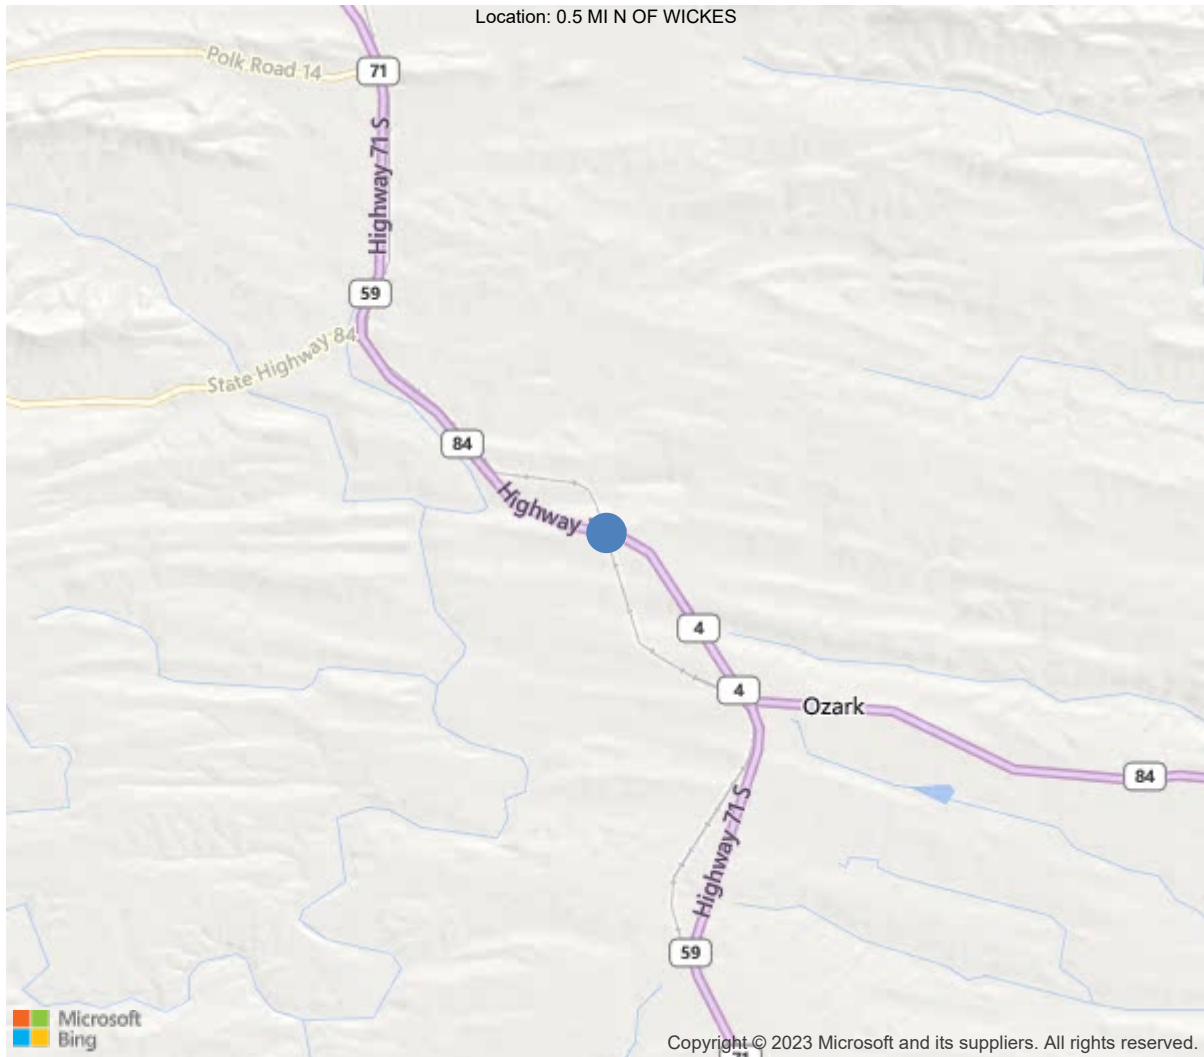 Location: 0.5 MI N OF WICKES
Polk Road 14
71
Highway 71 S
59
State Highway 84
84
Highway
4
4
Ozark
84
Highway 71 S
59
71
Microsoft
Bing
Copyright © 2023 Microsoft and its suppliers. All rights reserved.